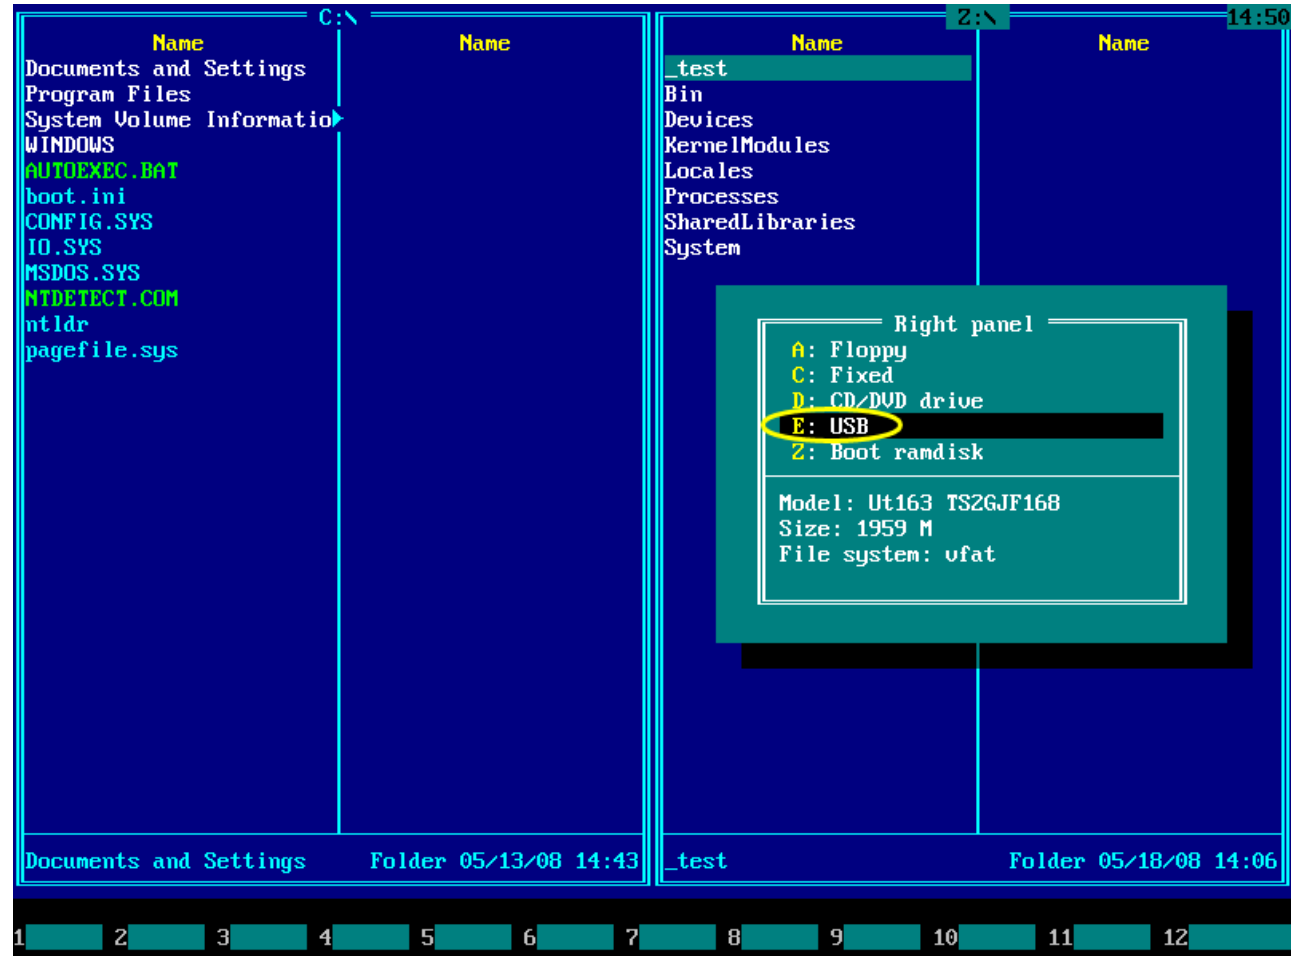 C:\
Name Name
Documents and Settings
Program Files
System Volume Informatio
WINDOWS
AUTOEXEC.BAT
boot.ini
CONFIG.SYS
IO.SYS
MSDOS.SYS
NTDETECT.COM
ntldr
pagefile.sys
Documents and Settings Folder 05/13/08 14:43
Z:\ 14:50
Name Name
_test
Bin
Devices
KernelModules
Locales
Processes
SharedLibraries
System
Right panel
A: Floppy
C: Fixed
D: CD/DVD drive
E: USB
Z: Boot ramdisk
Model: Ut163 TS2GJF168
Size: 1959 M
File system: vfat
_test Folder 05/18/08 14:06
1 2 3 4 5 6 7 8 9 10 11 12